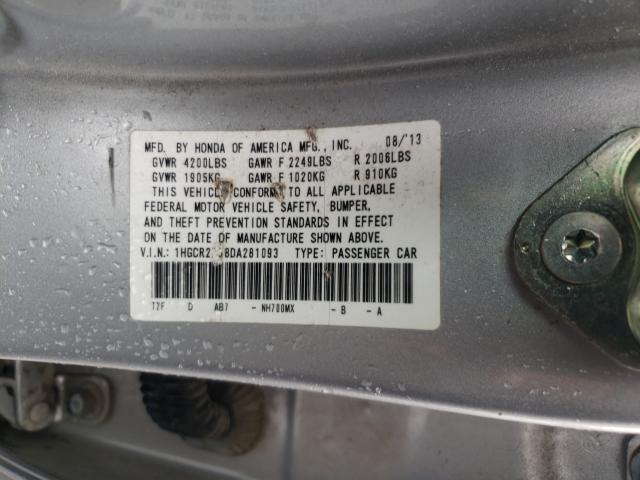 MFD. BY HONDA OF AMERICA MFG., INC. 08/13
GVWR 4200LBS GAWR F 2249LBS R 2006LBS
GVWR 1905KG GAWR F 1020KG R 910KG
THIS VEHICLE CONFORMS TO ALL APPLICABLE
FEDERAL MOTOR VEHICLE SAFETY, BUMPER,
AND THEFT PREVENTION STANDARDS IN EFFECT
ON THE DATE OF MANUFACTURE SHOWN ABOVE.
V.I.N.: TYPE: PASSENGER CAR
T2F D AB7 - NH700MX - B - A